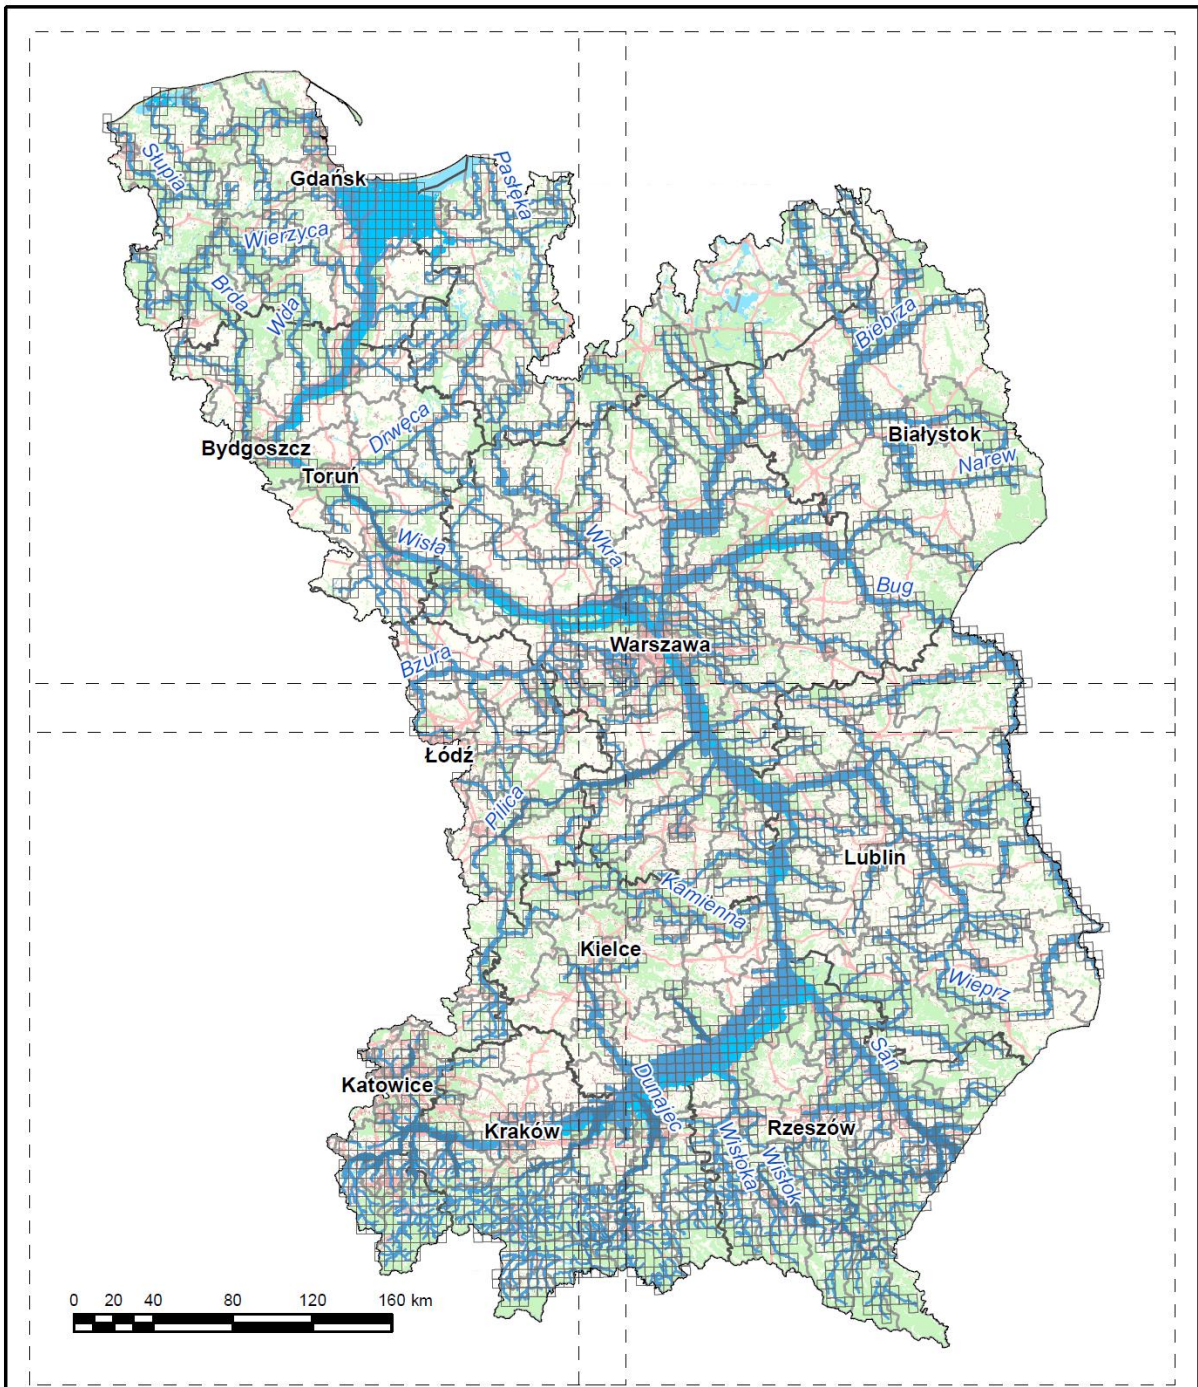 Słupia
Gdańsk
Pasłęka
Wierzyca
Brda
Wda
Biebrza
Drwęca
Białystok
Bydgoszcz
Toruń
Narew
Wisła
Wkra
Bug
Warszawa
Bzura
Łódź
Pilica
Lublin
Kamienna
Kielce
Wieprz
San
Katowice
Dunajec
Kraków
Rzeszów
Wisłoka
Wisłok
0 20 40 80 120 160 km